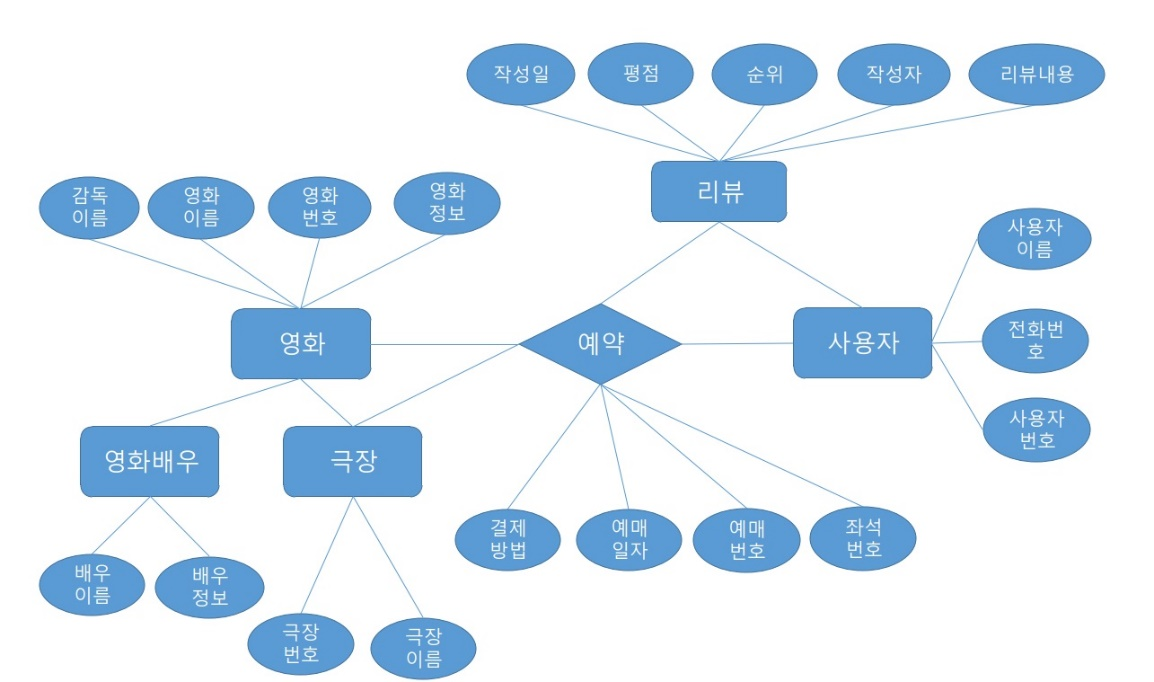 작성일
평점
순위
작성자
리뷰내용
리뷰
감독
이름
영화
이름
영화
번호
영화
정보
사용자
이름
영화
예약
사용자
전화번
호
사용자
번호
영화배우
극장
결제
방법
예매
일자
예매
번호
좌석
번호
배우
이름
배우
정보
극장
번호
극장
이름